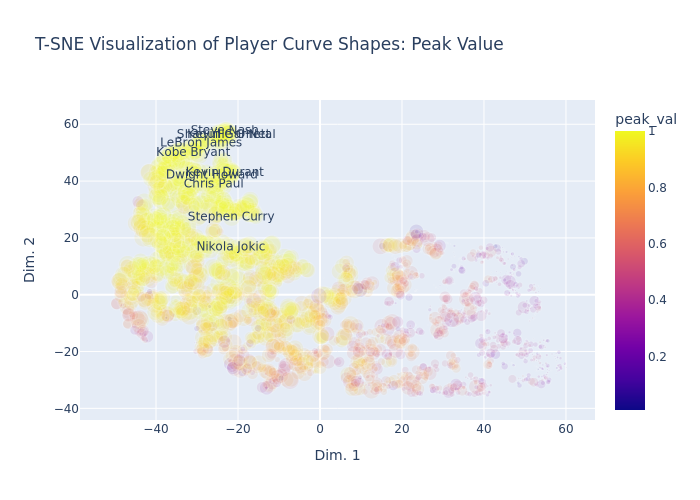 T-SNE Visualization of Player Curve Shapes: Peak Value
peak_val
60
40
20
0
−20
−40
Dim. 2
Steve Nash
LeBron James
Kobe Bryant
Kevin Durant
Dwight Howard
Chris Paul
Stephen Curry
Nikola Jokic
1
0.8
0.6
0.4
0.2
−40
−20
0
20
40
60
Dim. 1